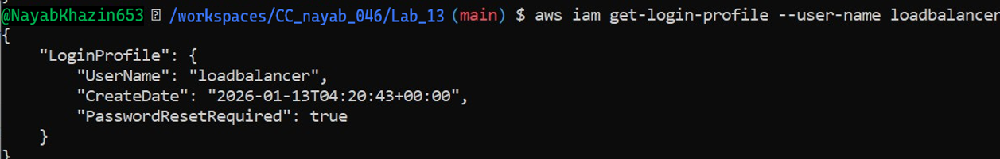 @NayabKhazin653 /workspaces/CC_nayab_046/Lab_13 (main) $ aws iam get-login-profile --user-name loadbalancer
{
    "LoginProfile": {
        "UserName": "loadbalancer",
        "CreateDate": "2026-01-13T04:20:43+00:00",
        "PasswordResetRequired": true
    }
}